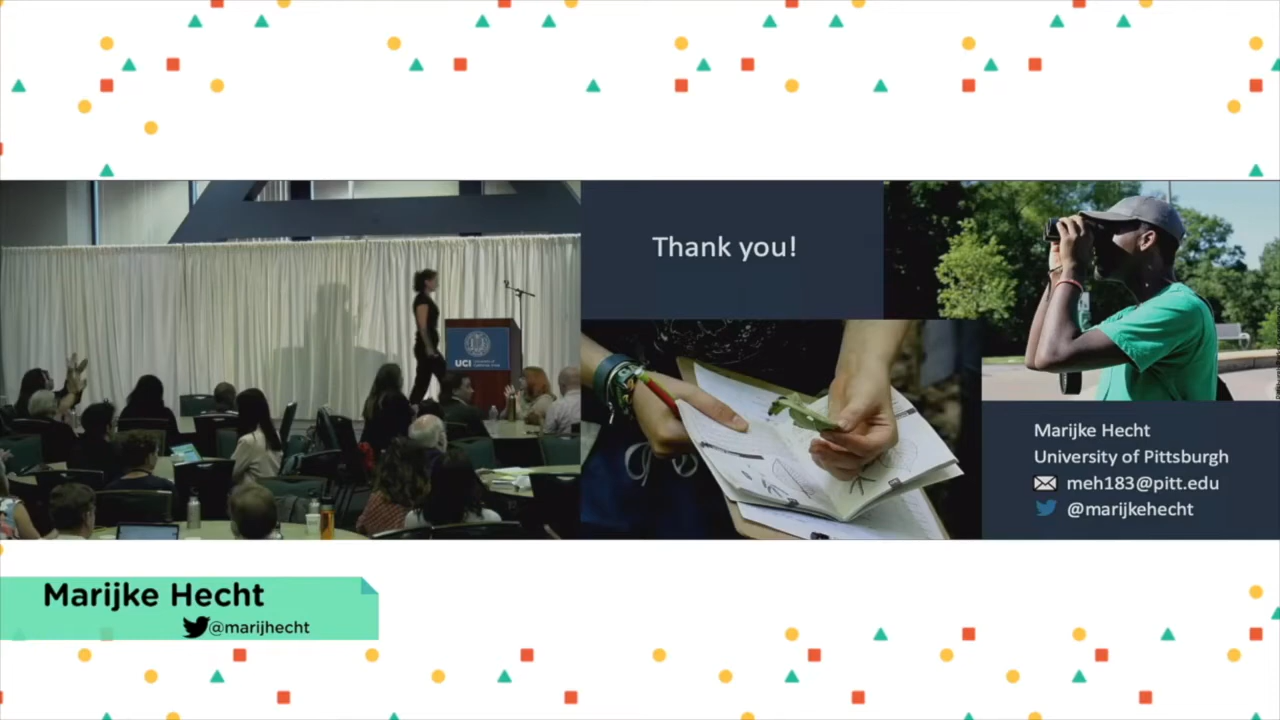 Thank you!
UCI
Marijke Hecht
University of Pittsburgh
meh183@pitt.edu
@marijkehecht
Marijke Hecht
@marijhecht